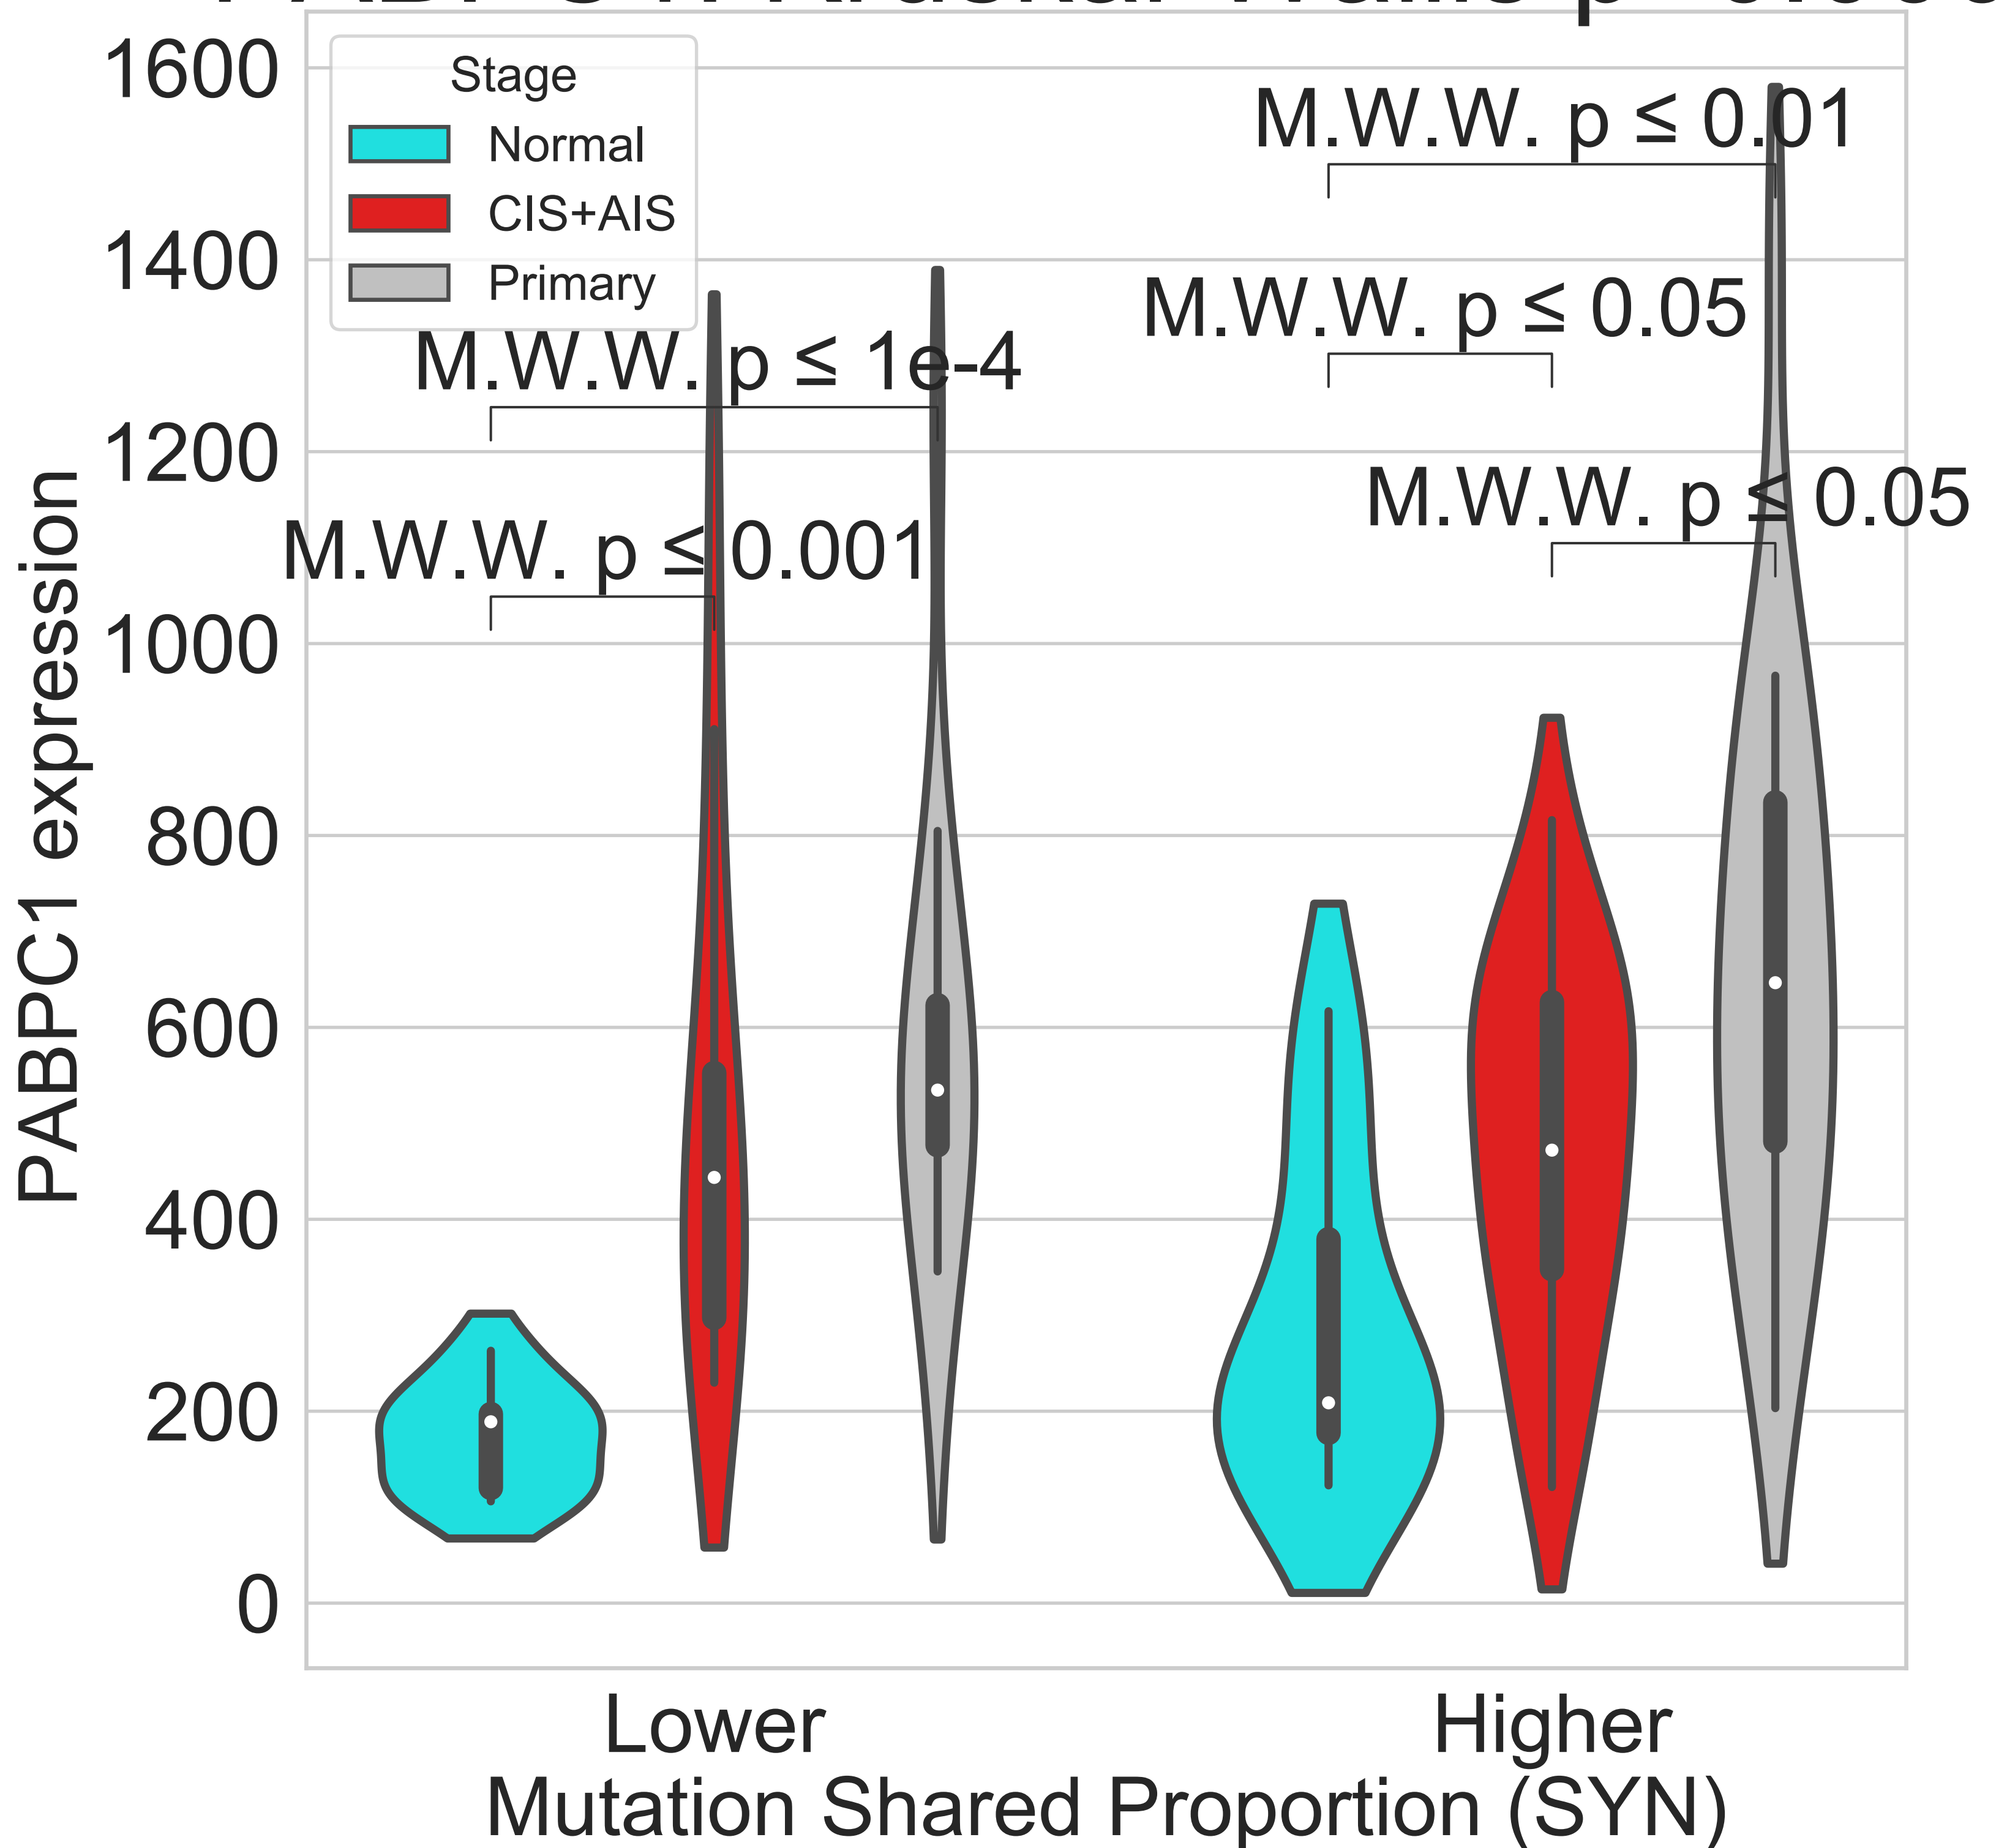 1600
1400
1200
1000
800
600
400
200
0
PABPC1 expression
Stage
Normal
CIS+AIS
Primary
M.W.W. p ≤ 0.01
M.W.W. p ≤ 0.05
M.W.W. p ≤ 1e-4
M.W.W. p ≤ 0.05
M.W.W. p ≤ 0.001
Lower
Higher
Mutation Shared Proportion (SYN)